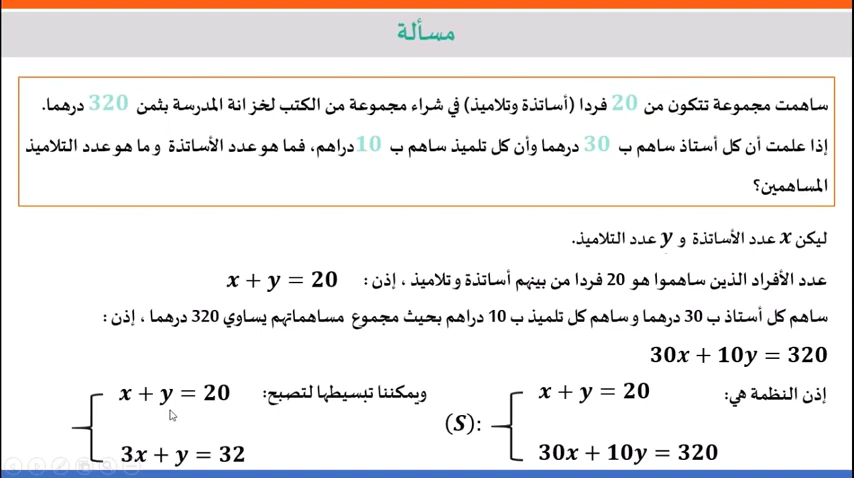 مسألة
ساهمت مجموعة تتكون من 20 فردا (أساتذة وتلاميذ) في شراء مجموعة من الكتب لخزانة المدرسة بثمن 320 درهما.
إذا علمت أن كل أستاذ ساهم ب 30 درهما وأن كل تلميذ ساهم ب 10 دراهم، فما هو عدد الأساتذة و ما هو عدد التلاميذ
المساهمين؟
ليكن x عدد الأساتذة و y عدد التلاميذ.
عدد الأفراد الذين ساهموا هو 20 فردا من بينهم أساتذة وتلاميذ ، إذن : x + y = 20
ساهم كل أستاذ ب 30 درهما وساهم كل تلميذ ب 10 دراهم بحيث مجموع مساهماتهم يساوي 320 درهما ، إذن :
30x + 10y = 320
إذن النظمة هي:
(S): x + y = 20
30x + 10y = 320
ويمكننا تبسيطها لتصبح:
x + y = 20
3x + y = 32